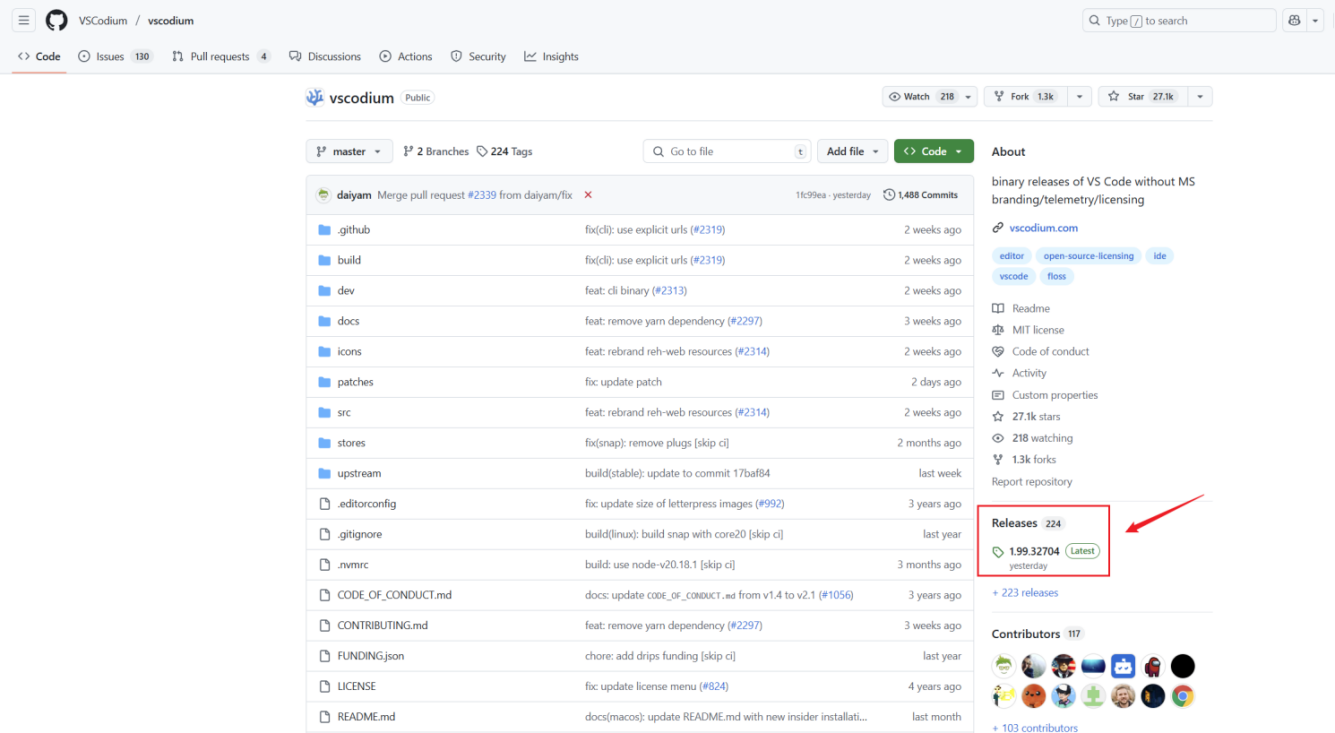 VSCodium / vscodium
Type / to search
Code Issues 130 Pull requests 4 Discussions Actions Security Insights
vscodium Public
Watch 218 Fork 1.3k Star 27.1k
master 2 Branches 224 Tags Go to file t Add file Code
daiyam Merge pull request #2339 from daiyam/fix 1fc99ea · yesterday 1,488 Commits
.github fix(cli): use explicit urls (#2319) 2 weeks ago
build fix(cli): use explicit urls (#2319) 2 weeks ago
dev feat: cli binary (#2313) 2 weeks ago
docs feat: remove yarn dependency (#2297) 3 weeks ago
icons feat: rebrand reh-web resources (#2314) 2 weeks ago
patches fix: update patch 2 days ago
src feat: rebrand reh-web resources (#2314) 2 weeks ago
stores fix(snap): remove plugs [skip ci] 2 months ago
upstream build(stable): update to commit 17baf84 last week
.editorconfig fix: update size of letterpress images (#992) 3 years ago
.gitignore build(linux): build snap with core20 [skip ci] last year
.nvmrc build: use node-v20.18.1 [skip ci] 3 months ago
CODE_OF_CONDUCT.md docs: update CODE_OF_CONDUCT.md from v1.4 to v2.1 (#1056) 3 years ago
CONTRIBUTING.md feat: remove yarn dependency (#2297) 3 weeks ago
FUNDING.json chore: add drips funding [skip ci] last year
LICENSE fix: update license menu (#824) 4 years ago
README.md docs(macos): update README.md with new insider installati... last month
About
binary releases of VS Code without MS
branding/telemetry/licensing
vscodium.com
editor open-source-licensing ide
vscode floss
Readme
MIT license
Code of conduct
Activity
Custom properties
27.1k stars
218 watching
1.3k forks
Report repository
Releases 224
1.99.32704 Latest
yesterday
+ 223 releases
Contributors 117
+ 103 contributors